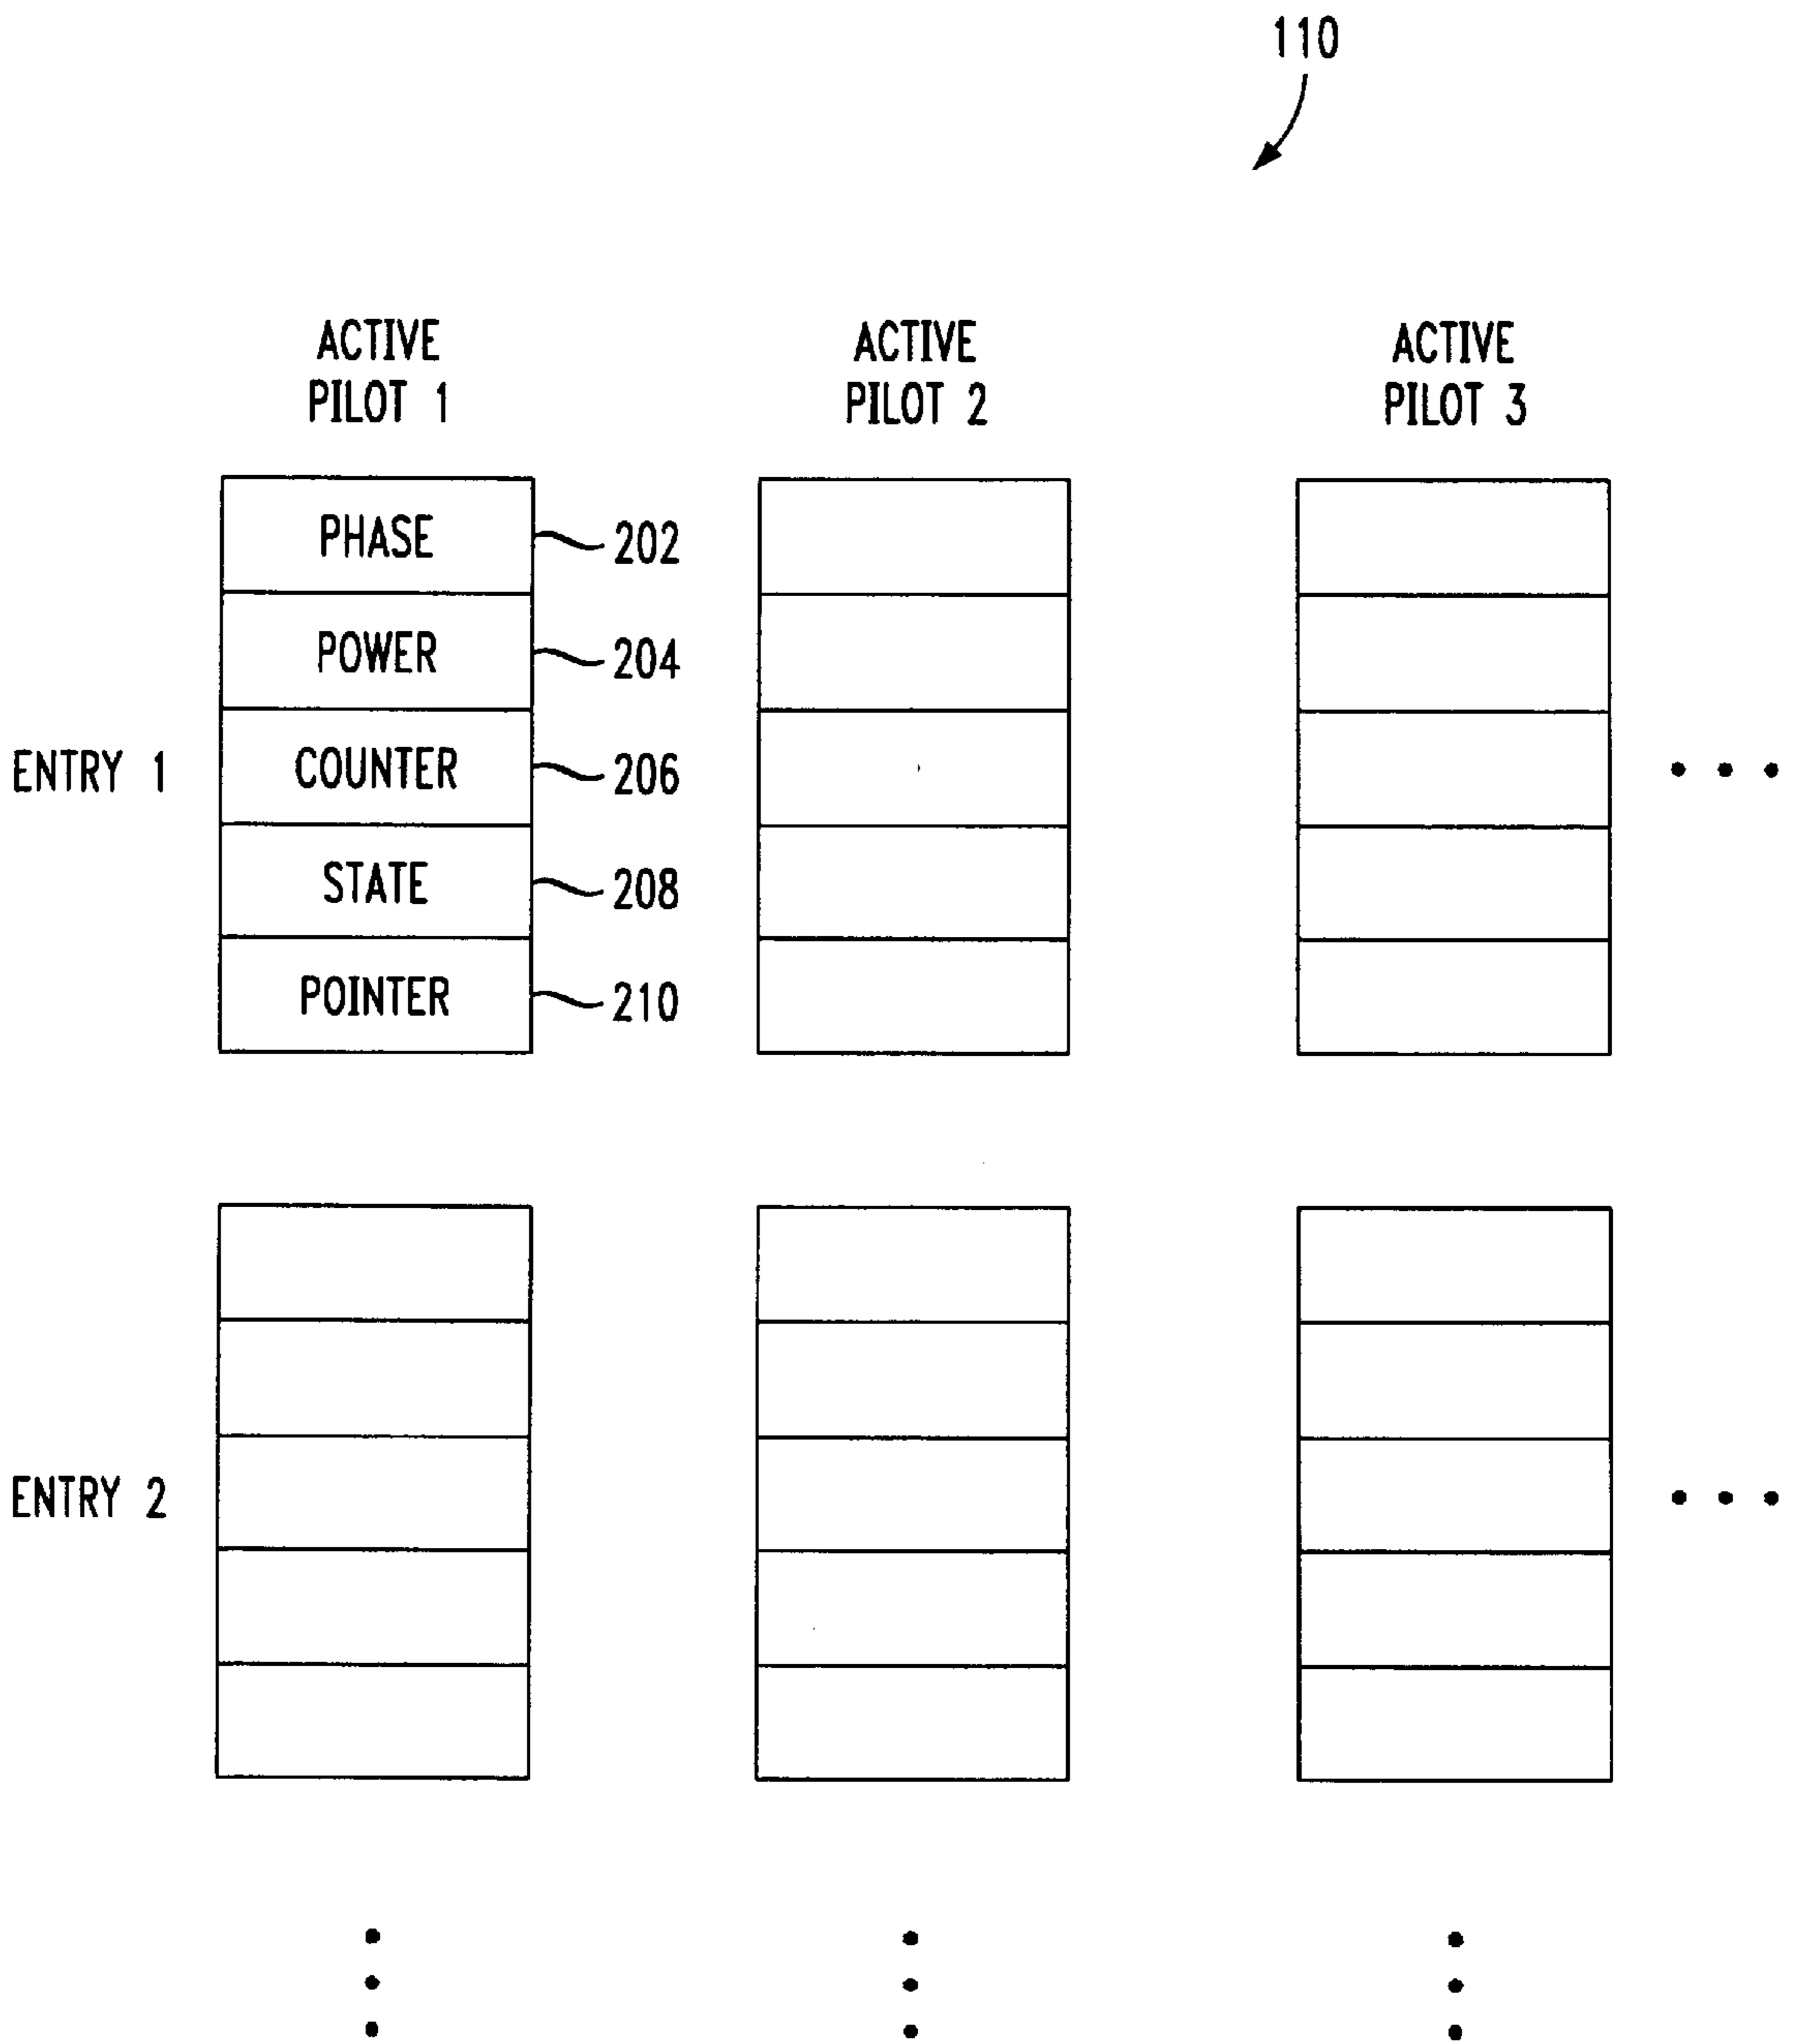 110
ACTIVE
PILOT 1
ACTIVE
PILOT 2
ACTIVE
PILOT 3
ENTRY 1
PHASE
202
POWER
204
COUNTER
206
STATE
208
POINTER
210
ENTRY 2